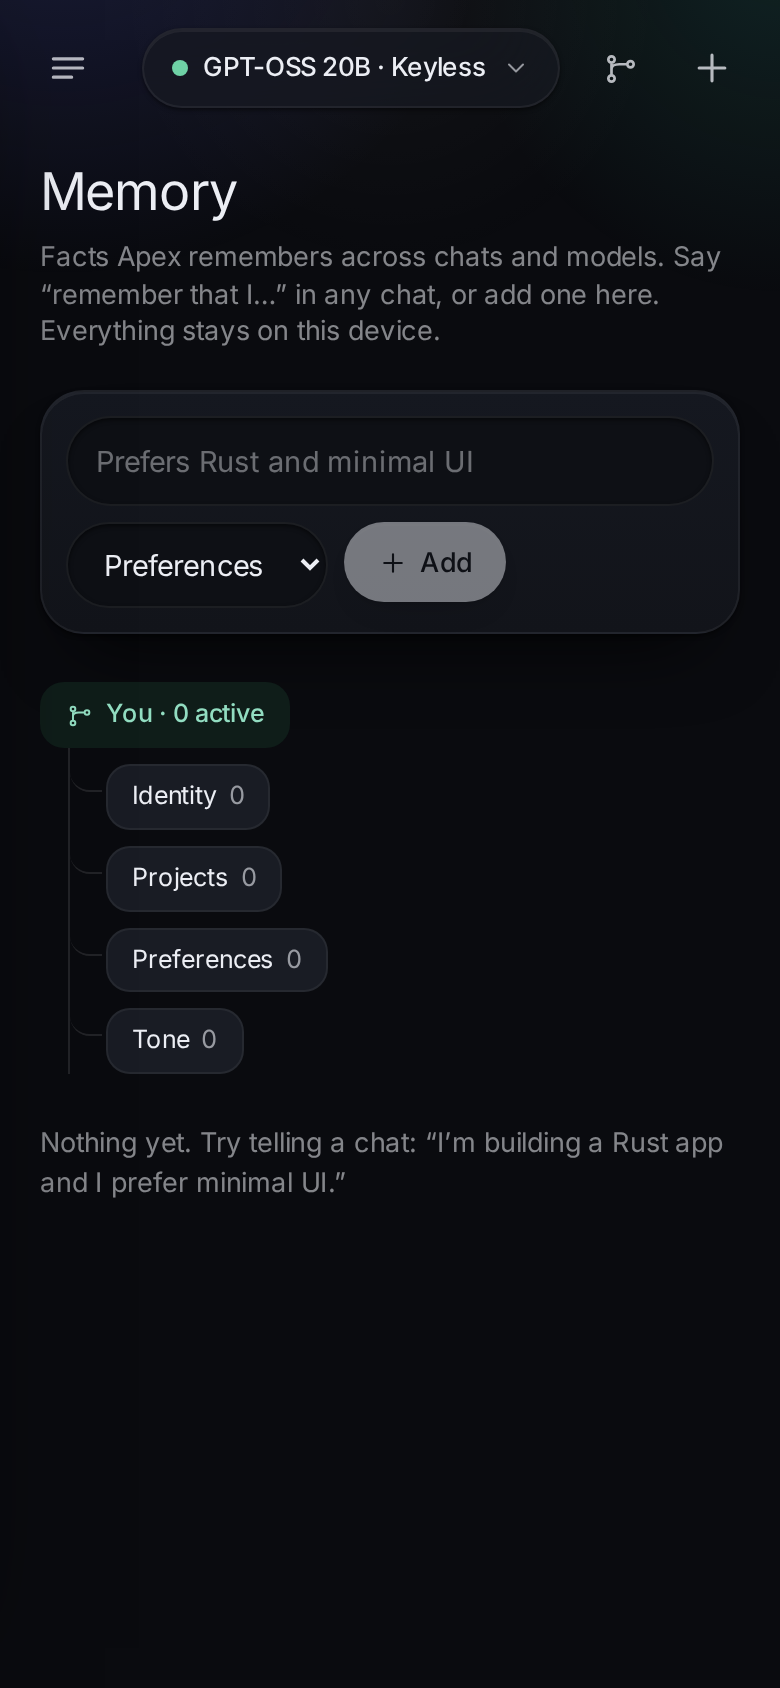 GPT-OSS 20B · Keyless
Memory
Facts Apex remembers across chats and models. Say
“remember that I…” in any chat, or add one here.
Everything stays on this device.
Prefers Rust and minimal UI
Preferences
Add
You · 0 active
Identity 0
Projects 0
Preferences 0
Tone 0
Nothing yet. Try telling a chat: “I’m building a Rust app
and I prefer minimal UI.”